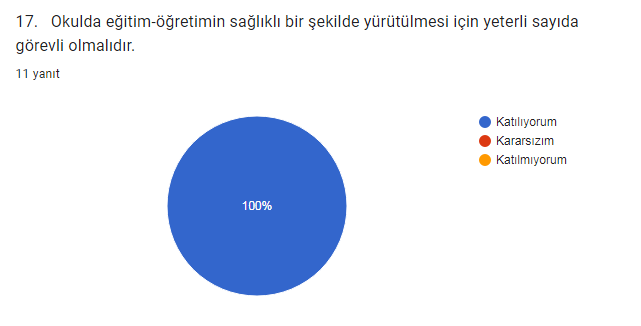 17. Okulda eğitim-öğretimin sağlıklı bir şekilde yürütülmesi için yeterli sayıda
görevli olmalıdır.
11 yanıt
Katılıyorum
Kararsızım
Katılmıyorum
100%